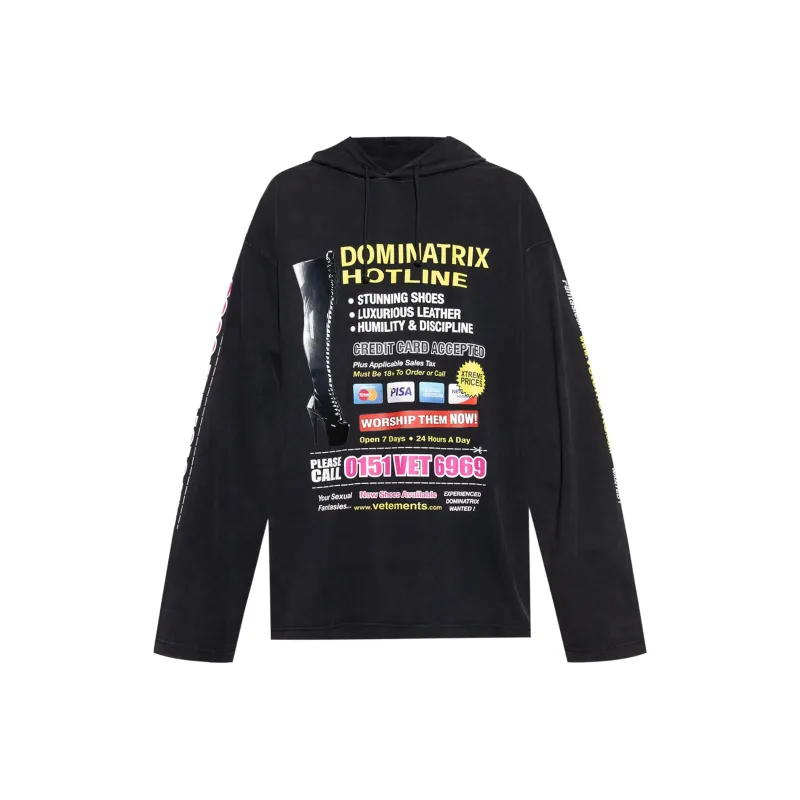 DOMINATRIX
HOTLINE
• STUNNING SHOES
• LUXURIOUS LEATHER
• HUMILITY & DISCIPLINE
CREDIT CARD ACCEPTED
Plus Applicable Sales Tax
Must Be 18+ To Order or Call
XTREME
PRICES
PISA
WORSHIP THEM NOW!
Open 7 Days • 24 Hours A Day
PLEASE
CALL
0151 VET 6969
Your Sexual
Fantasies...
New Shoes Available
www.vetements.com
EXPERIENCED
DOMINATRIX
WANTED !